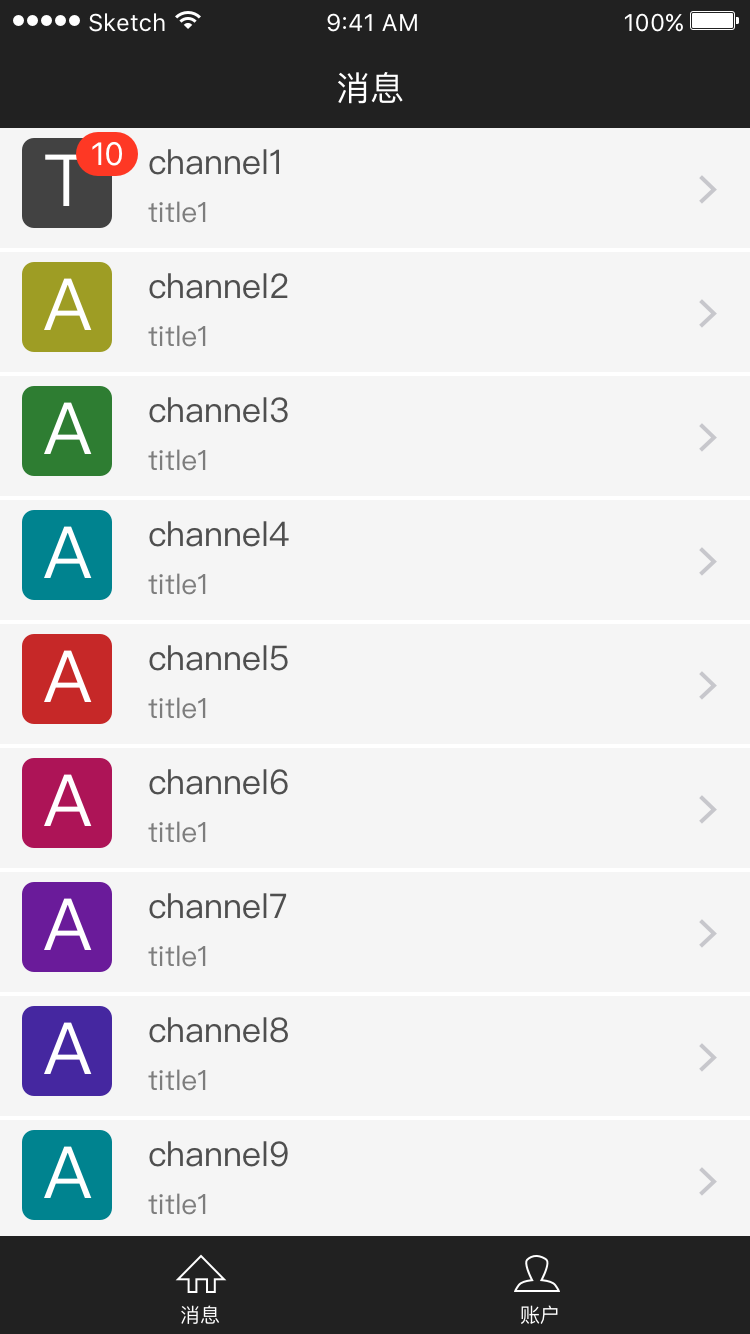 Sketch 9:41 AM 100%
消息
T 10 channel1
title1
A channel2
title1
A channel3
title1
A channel4
title1
A channel5
title1
A channel6
title1
A channel7
title1
A channel8
title1
A channel9
title1
消息 账户